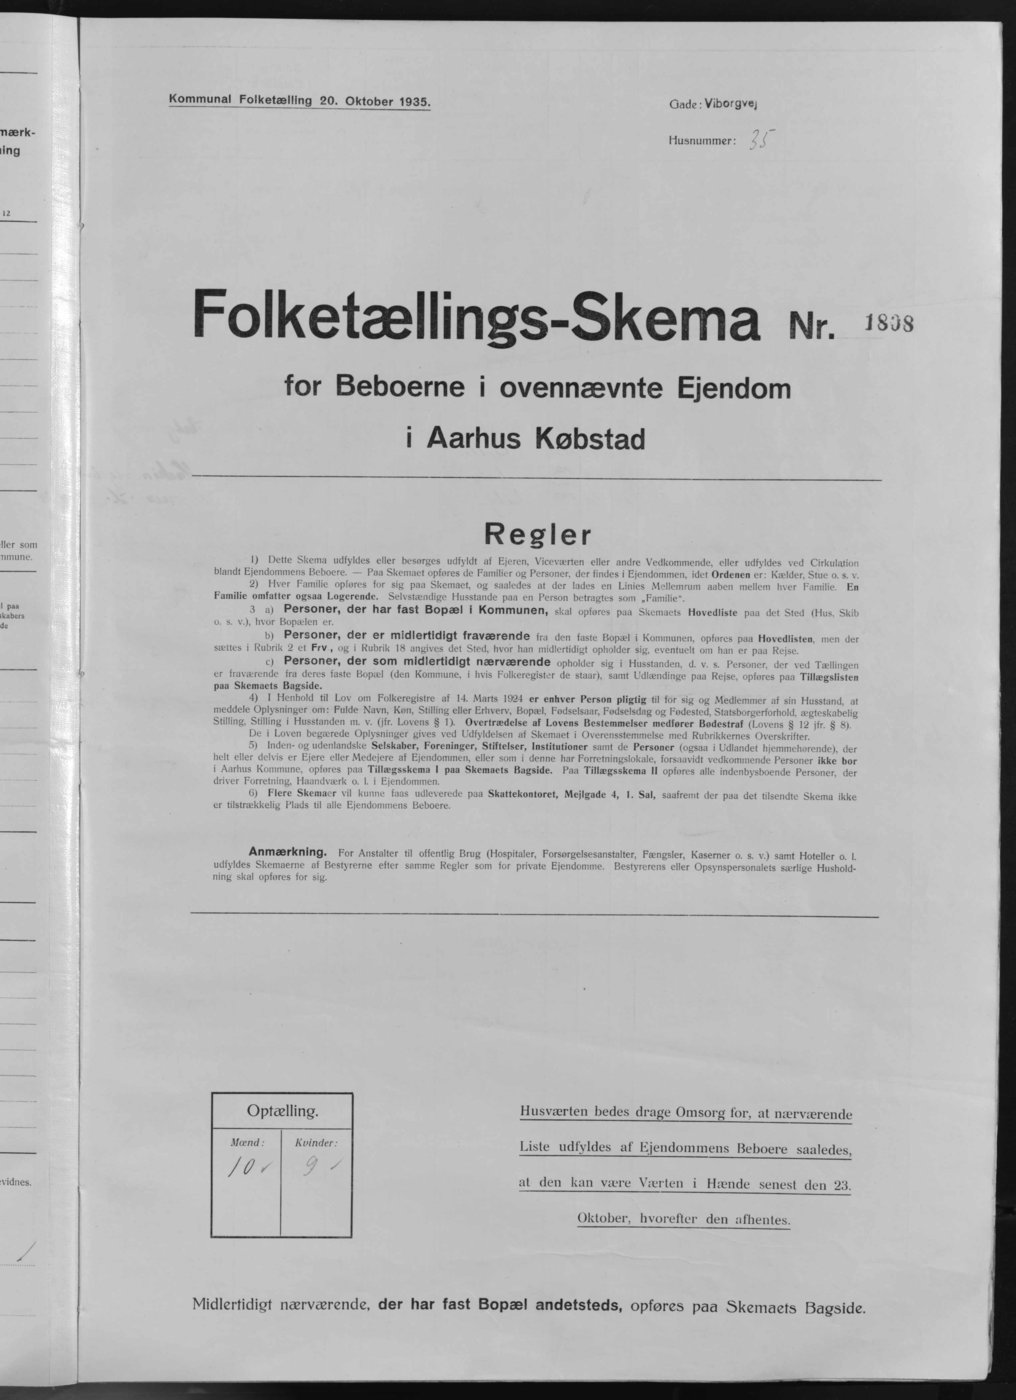 mærk-
ing
12
ller som
mmune.
l paa
skabers
de
vidnes.
Kommunal Folketælling 20. Oktober 1935.
Gade: Viborgvej
Husnummer: 35
Folketællings-Skema Nr. 1808
for Beboerne i ovennævnte Ejendom
i Aarhus Købstad
Regler
1) Dette Skema udfyldes eller besørges udfyldt af Ejeren, Viceværten eller andre Vedkommende, eller udfyldes ved Cirkulation
blandt Ejendommens Beboere. — Paa Skemaet opføres de Familier og Personer, der findes i Ejendommen, idet Ordenen er: Kælder, Stue o. s. v.
2) Hver Familie opføres for sig paa Skemaet, og saaledes at der lades en Linies Mellemrum aaben mellem hver Familie. En
Familie omfatter ogsaa Logerende. Selvstændige Husstande paa en Person betragtes som „Familie“.
3 a) Personer, der har fast Bopæl i Kommunen, skal opføres paa Skemaets Hovedliste paa det Sted (Hus, Skib
o. s. v.), hvor Bopælen er.
b) Personer, der er midlertidigt fraværende fra den faste Bopæl i Kommunen, opføres paa Hovedlisten, men der
sættes i Rubrik 2 et Frv., og i Rubrik 18 angives det Sted, hvor han midlertidigt opholder sig, eventuelt om han er paa Rejse.
c) Personer, der som midlertidigt nærværende opholder sig i Husstanden, d. v. s. Personer, der ved Tællingen
er fraværende fra deres faste Bopæl (den Kommune, i hvis Folkeregister de staar), samt Udlændinge paa Rejse, opføres paa Tillægslisten
paa Skemaets Bagside.
4) I Henhold til Lov om Folkeregistre af 14. Marts 1924 er enhver Person pligtig til for sig og Medlemmer af sin Husstand, at
meddele Oplysninger om: Fulde Navn, Køn, Stilling eller Erhverv, Bopæl, Fødselsaar, Fødselsdag og Fødested, Statsborgerforhold, ægteskabelig
Stilling, Stilling i Husstanden m. v. (jfr. Lovens § 1). Overtrædelse af Lovens Bestemmelser medfører Bødestraf (Lovens § 12 jfr. § 8).
De i Loven begærede Oplysninger gives ved Udfyldelsen af Skemaet i Overensstemmelse med Rubrikkernes Overskrifter.
5) Inden- og udenlandske Selskaber, Foreninger, Stiftelser, Institutioner samt de Personer (ogsaa i Udlandet hjemmehørende), der
helt eller delvis er Ejere eller Medejere af Ejendommen, eller som i denne har Forretningslokale, forsaavidt vedkommende Personer ikke bor
i Aarhus Kommune, opføres paa Tillægsskema I paa Skemaets Bagside. Paa Tillægsskema II opføres alle indenbysboende Personer, der
driver Forretning, Haandværk o. l. i Ejendommen.
6) Flere Skemaer vil kunne faas udleverede paa Skattekontoret, Mejlgade 4, 1. Sal, saafremt der paa det tilsendte Skema ikke
er tilstrækkelig Plads til alle Ejendommens Beboere.
Anmærkning. For Anstalter til offentlig Brug (Hospitaler, Forsørgelsesanstalter, Fængsler, Kaserner o. s. v.) samt Hoteller o. l.
udfyldes Skemaerne af Bestyrerne efter samme Regler som for private Ejendomme. Bestyrerens eller Opsynspersonalets særlige Hushold-
ning skal opføres for sig.
Optælling.
Mænd: Kvinder:
10 ✓ 9 ✓
Husværten bedes drage Omsorg for, at nærværende
Liste udfyldes af Ejendommens Beboere saaledes,
at den kan være Værten i Hænde senest den 23.
Oktober, hvorefter den afhentes.
Midlertidigt nærværende, der har fast Bopæl andetsteds, opføres paa Skemaets Bagside.